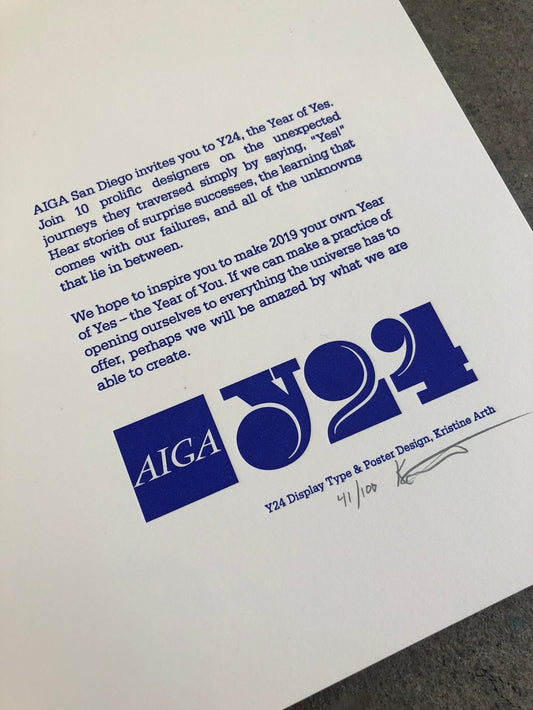 AIGA San Diego invites you to Y24, the Year of Yes.
Join 10 prolific designers on the unexpected
journeys they traversed simply by saying, "Yes!"
Hear stories of surprise successes, the learning that
comes with our failures, and all of the unknowns
that lie in between.
We hope to inspire you to make 2019 your own Year
of Yes – the Year of You. If we can make a practice of
opening ourselves to everything the universe has to
offer, perhaps we will be amazed by what we are
able to create.
AIGA
Y24
Y24 Display Type & Poster Design, Kristine Arth
41/100